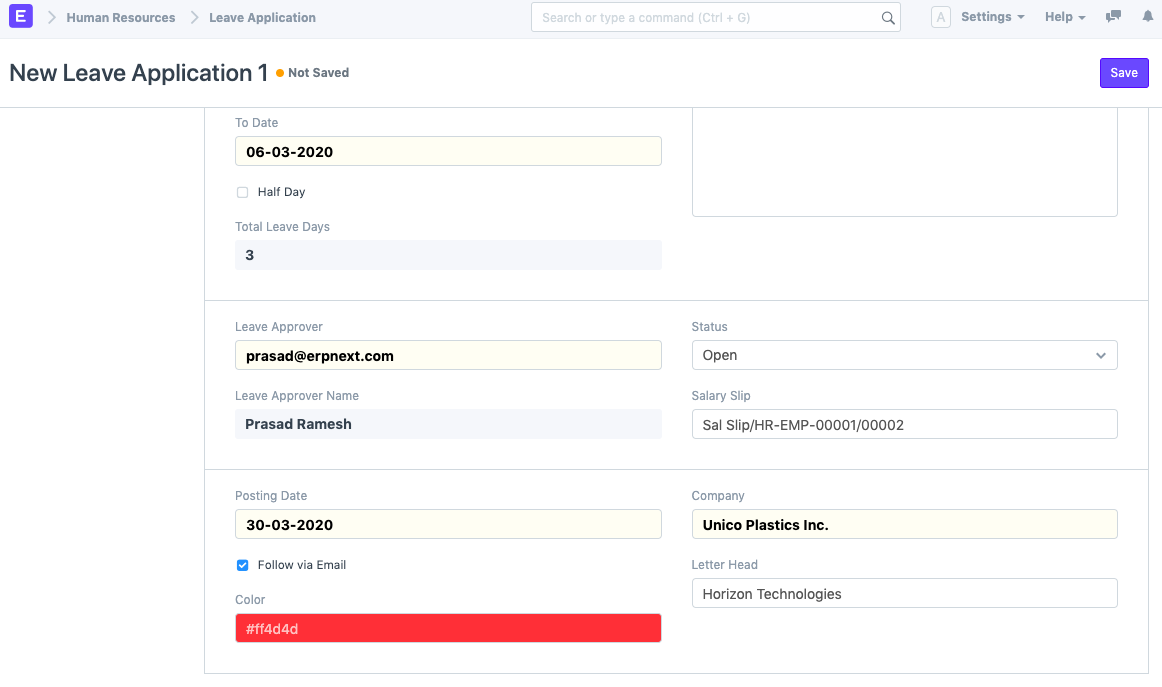 E Human Resources Leave Application Search or type a command (Ctrl + G) A Settings Help
New Leave Application 1 Not Saved Save
To Date
06-03-2020
Half Day
Total Leave Days
3
Leave Approver Status
prasad@erpnext.com Open
Leave Approver Name Salary Slip
Prasad Ramesh Sal Slip/HR-EMP-00001/00002
Posting Date Company
30-03-2020 Unico Plastics Inc.
Follow via Email Letter Head
Color Horizon Technologies
#ff4d4d